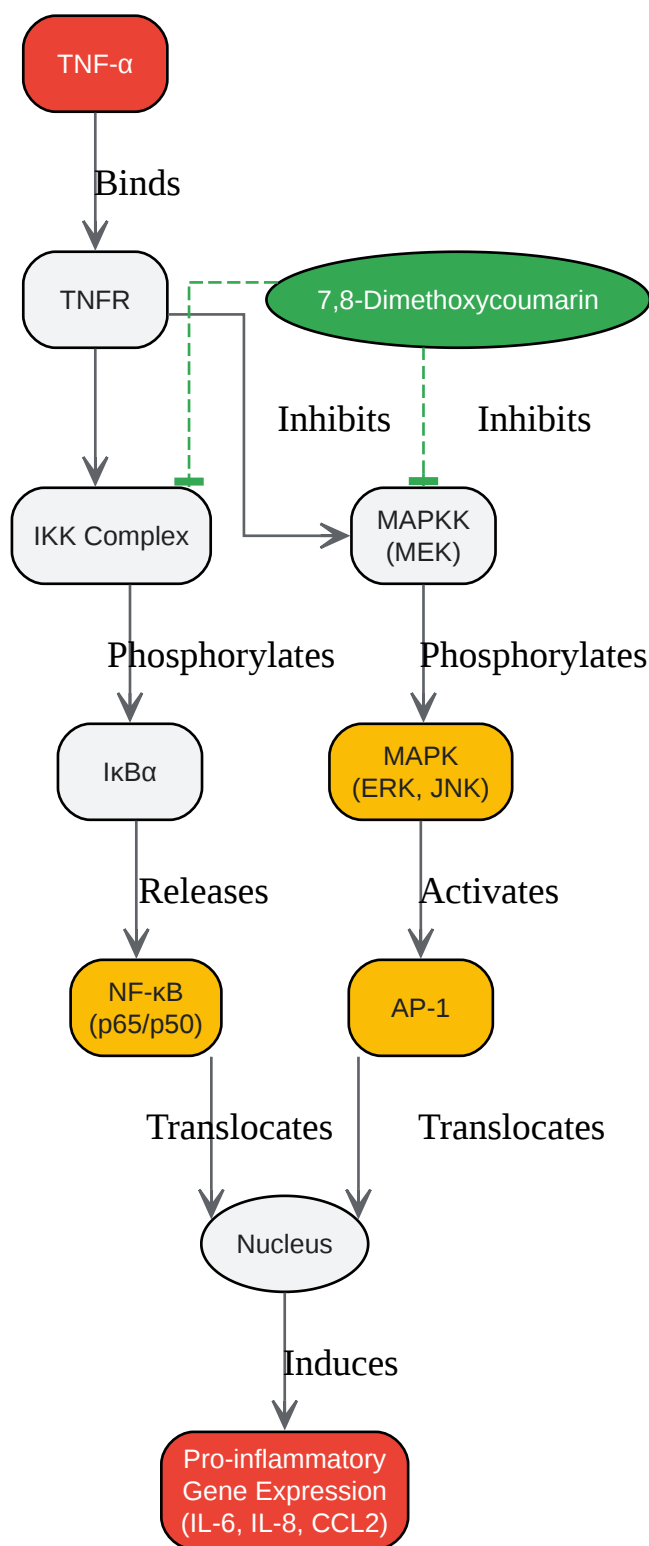 TNF-α
Binds
TNFR
7,8-Dimethoxycoumarin
Inhibits
Inhibits
IKK Complex
MAPKK
(MEK)
Phosphorylates
Phosphorylates
IκBα
MAPK
(ERK, JNK)
Releases
Activates
NF-κB
(p65/p50)
AP-1
Translocates
Translocates
Nucleus
Induces
Pro-inflammatory
Gene Expression
(IL-6, IL-8, CCL2)